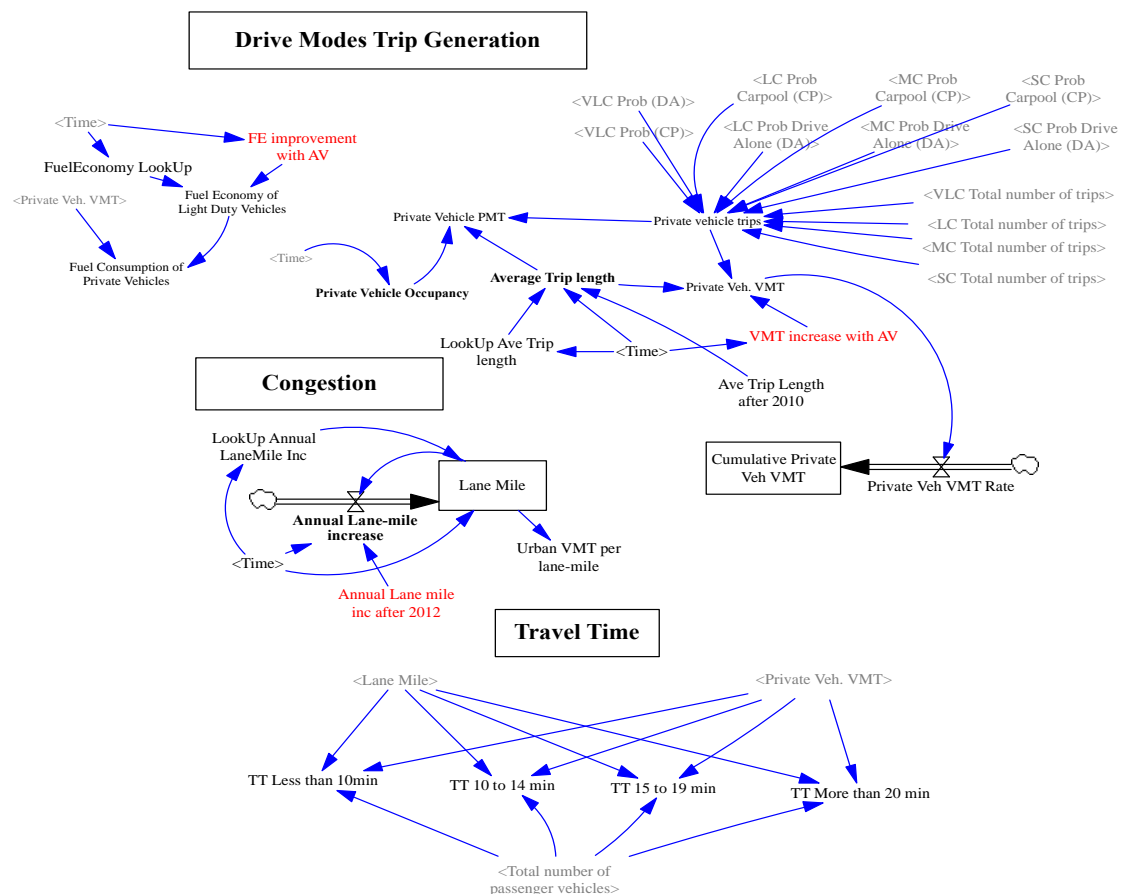 Drive Modes Trip Generation
<LC Prob
Carpool (CP)>
<MC Prob
Carpool (CP)>
<SC Prob
Carpool (CP)>
<VLC Prob (DA)>
<VLC Prob (CP)>
<LC Prob Drive
Alone (DA)>
<MC Prob Drive
Alone (DA)>
<SC Prob Drive
Alone (DA)>
<Time>
FE improvement
with AV
FuelEconomy LookUp
<Private Veh. VMT>
Fuel Economy of
Light Duty Vehicles
<VLC Total number of trips>
Private Vehicle PMT
Private vehicle trips
<LC Total number of trips>
<MC Total number of trips>
<Time>
Fuel Consumption of
Private Vehicles
<SC Total number of trips>
Private Vehicle Occupancy
Average Trip length
Private Veh. VMT
LookUp Ave Trip
length
<Time>
VMT increase with AV
Ave Trip Length
after 2010
Congestion
LookUp Annual
LaneMile Inc
Lane Mile
Cumulative Private
Veh VMT
Private Veh VMT Rate
Annual Lane-mile
increase
Urban VMT per
lane-mile
<Time>
Annual Lane mile
inc after 2012
Travel Time
<Lane Mile>
<Private Veh. VMT>
TT Less than 10min
TT 10 to 14 min
TT 15 to 19 min
TT More than 20 min
<Total number of
passenger vehicles>